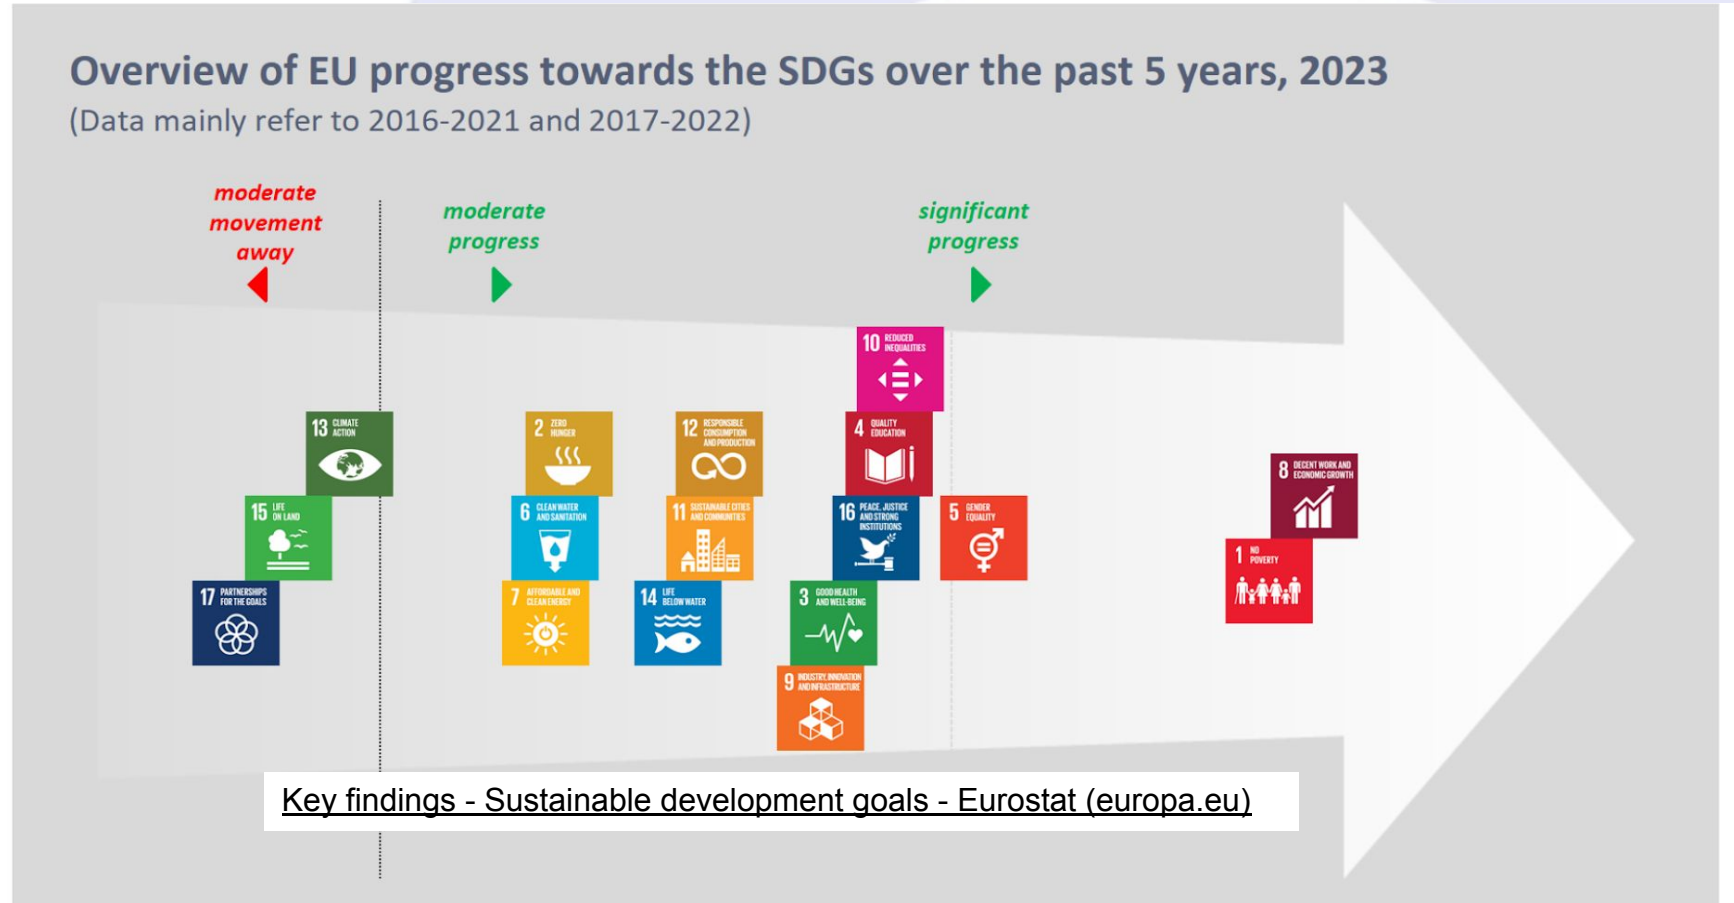 Overview of EU progress towards the SDGs over the past 5 years, 2023
(Data mainly refer to 2016-2021 and 2017-2022)
moderate
movement
away
moderate
progress
significant
progress
10 REDUCED
INEQUALITIES
13 CLIMATE
ACTION
2 ZERO
HUNGER
12 RESPONSIBLE
CONSUMPTION
AND PRODUCTION
4 QUALITY
EDUCATION
8 DECENT WORK AND
ECONOMIC GROWTH
15 LIFE
ON LAND
6 CLEAN WATER
AND SANITATION
11 SUSTAINABLE CITIES
AND COMMUNITIES
16 PEACE, JUSTICE
AND STRONG
INSTITUTIONS
5 GENDER
EQUALITY
1 NO
POVERTY
17 PARTNERSHIPS
FOR THE GOALS
7 AFFORDABLE AND
CLEAN ENERGY
14 LIFE
BELOW WATER
3 GOOD HEALTH
AND WELL-BEING
9 INDUSTRY, INNOVATION
AND INFRASTRUCTURE
Key findings - Sustainable development goals - Eurostat (europa.eu)